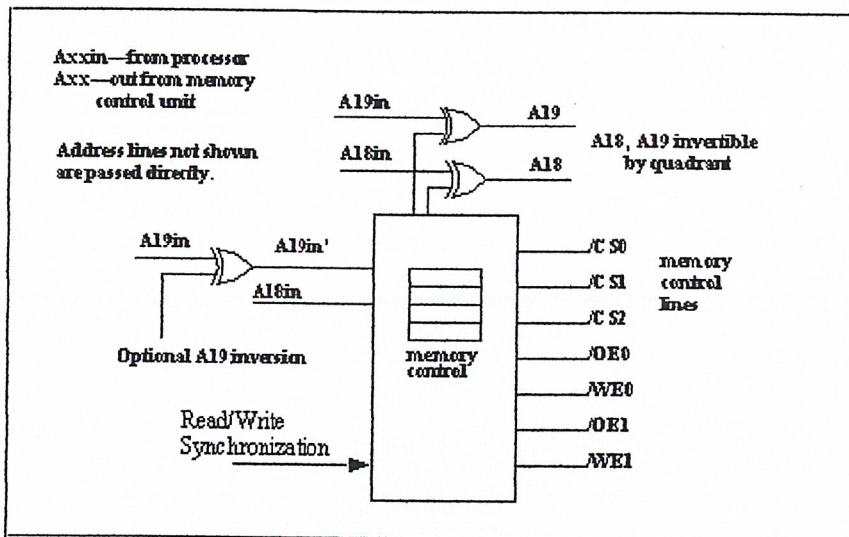 Axxin—from processor
Axx—out from memory
control unit
Address lines not shown
are passed directly.
A19in
A19
A18in
A18
A18, A19 invertible
by quadrant
A19in
A19in'
A18in
Optional A19 inversion
memory
control
Read/Write
Synchronization
/CS0
/CS1
/CS2
/OE0
/WE0
/OE1
/WE1
memory
control
lines